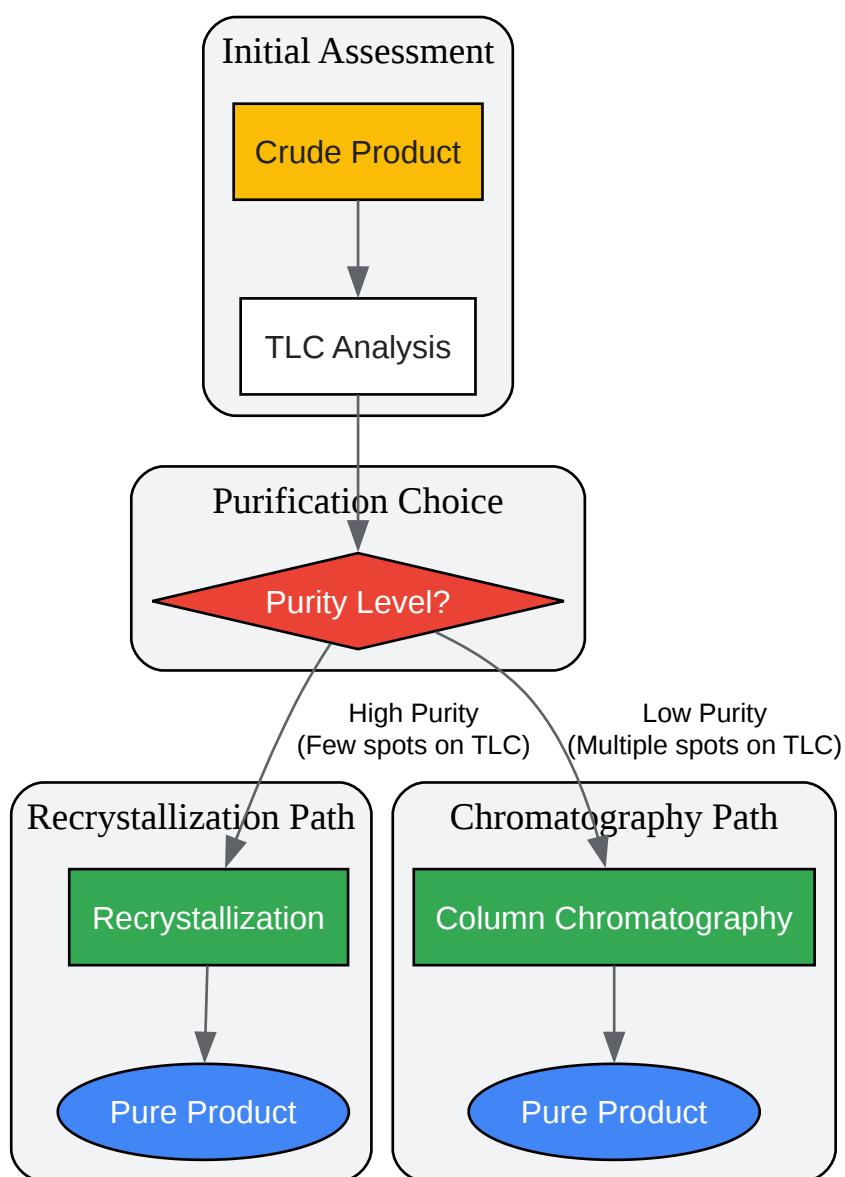 Initial Assessment
Crude Product
TLC Analysis
Purification Choice
Purity Level?
High Purity
(Few spots on TLC)
Low Purity
(Multiple spots on TLC)
Recrystallization Path
Recrystallization
Pure Product
Chromatography Path
Column Chromatography
Pure Product